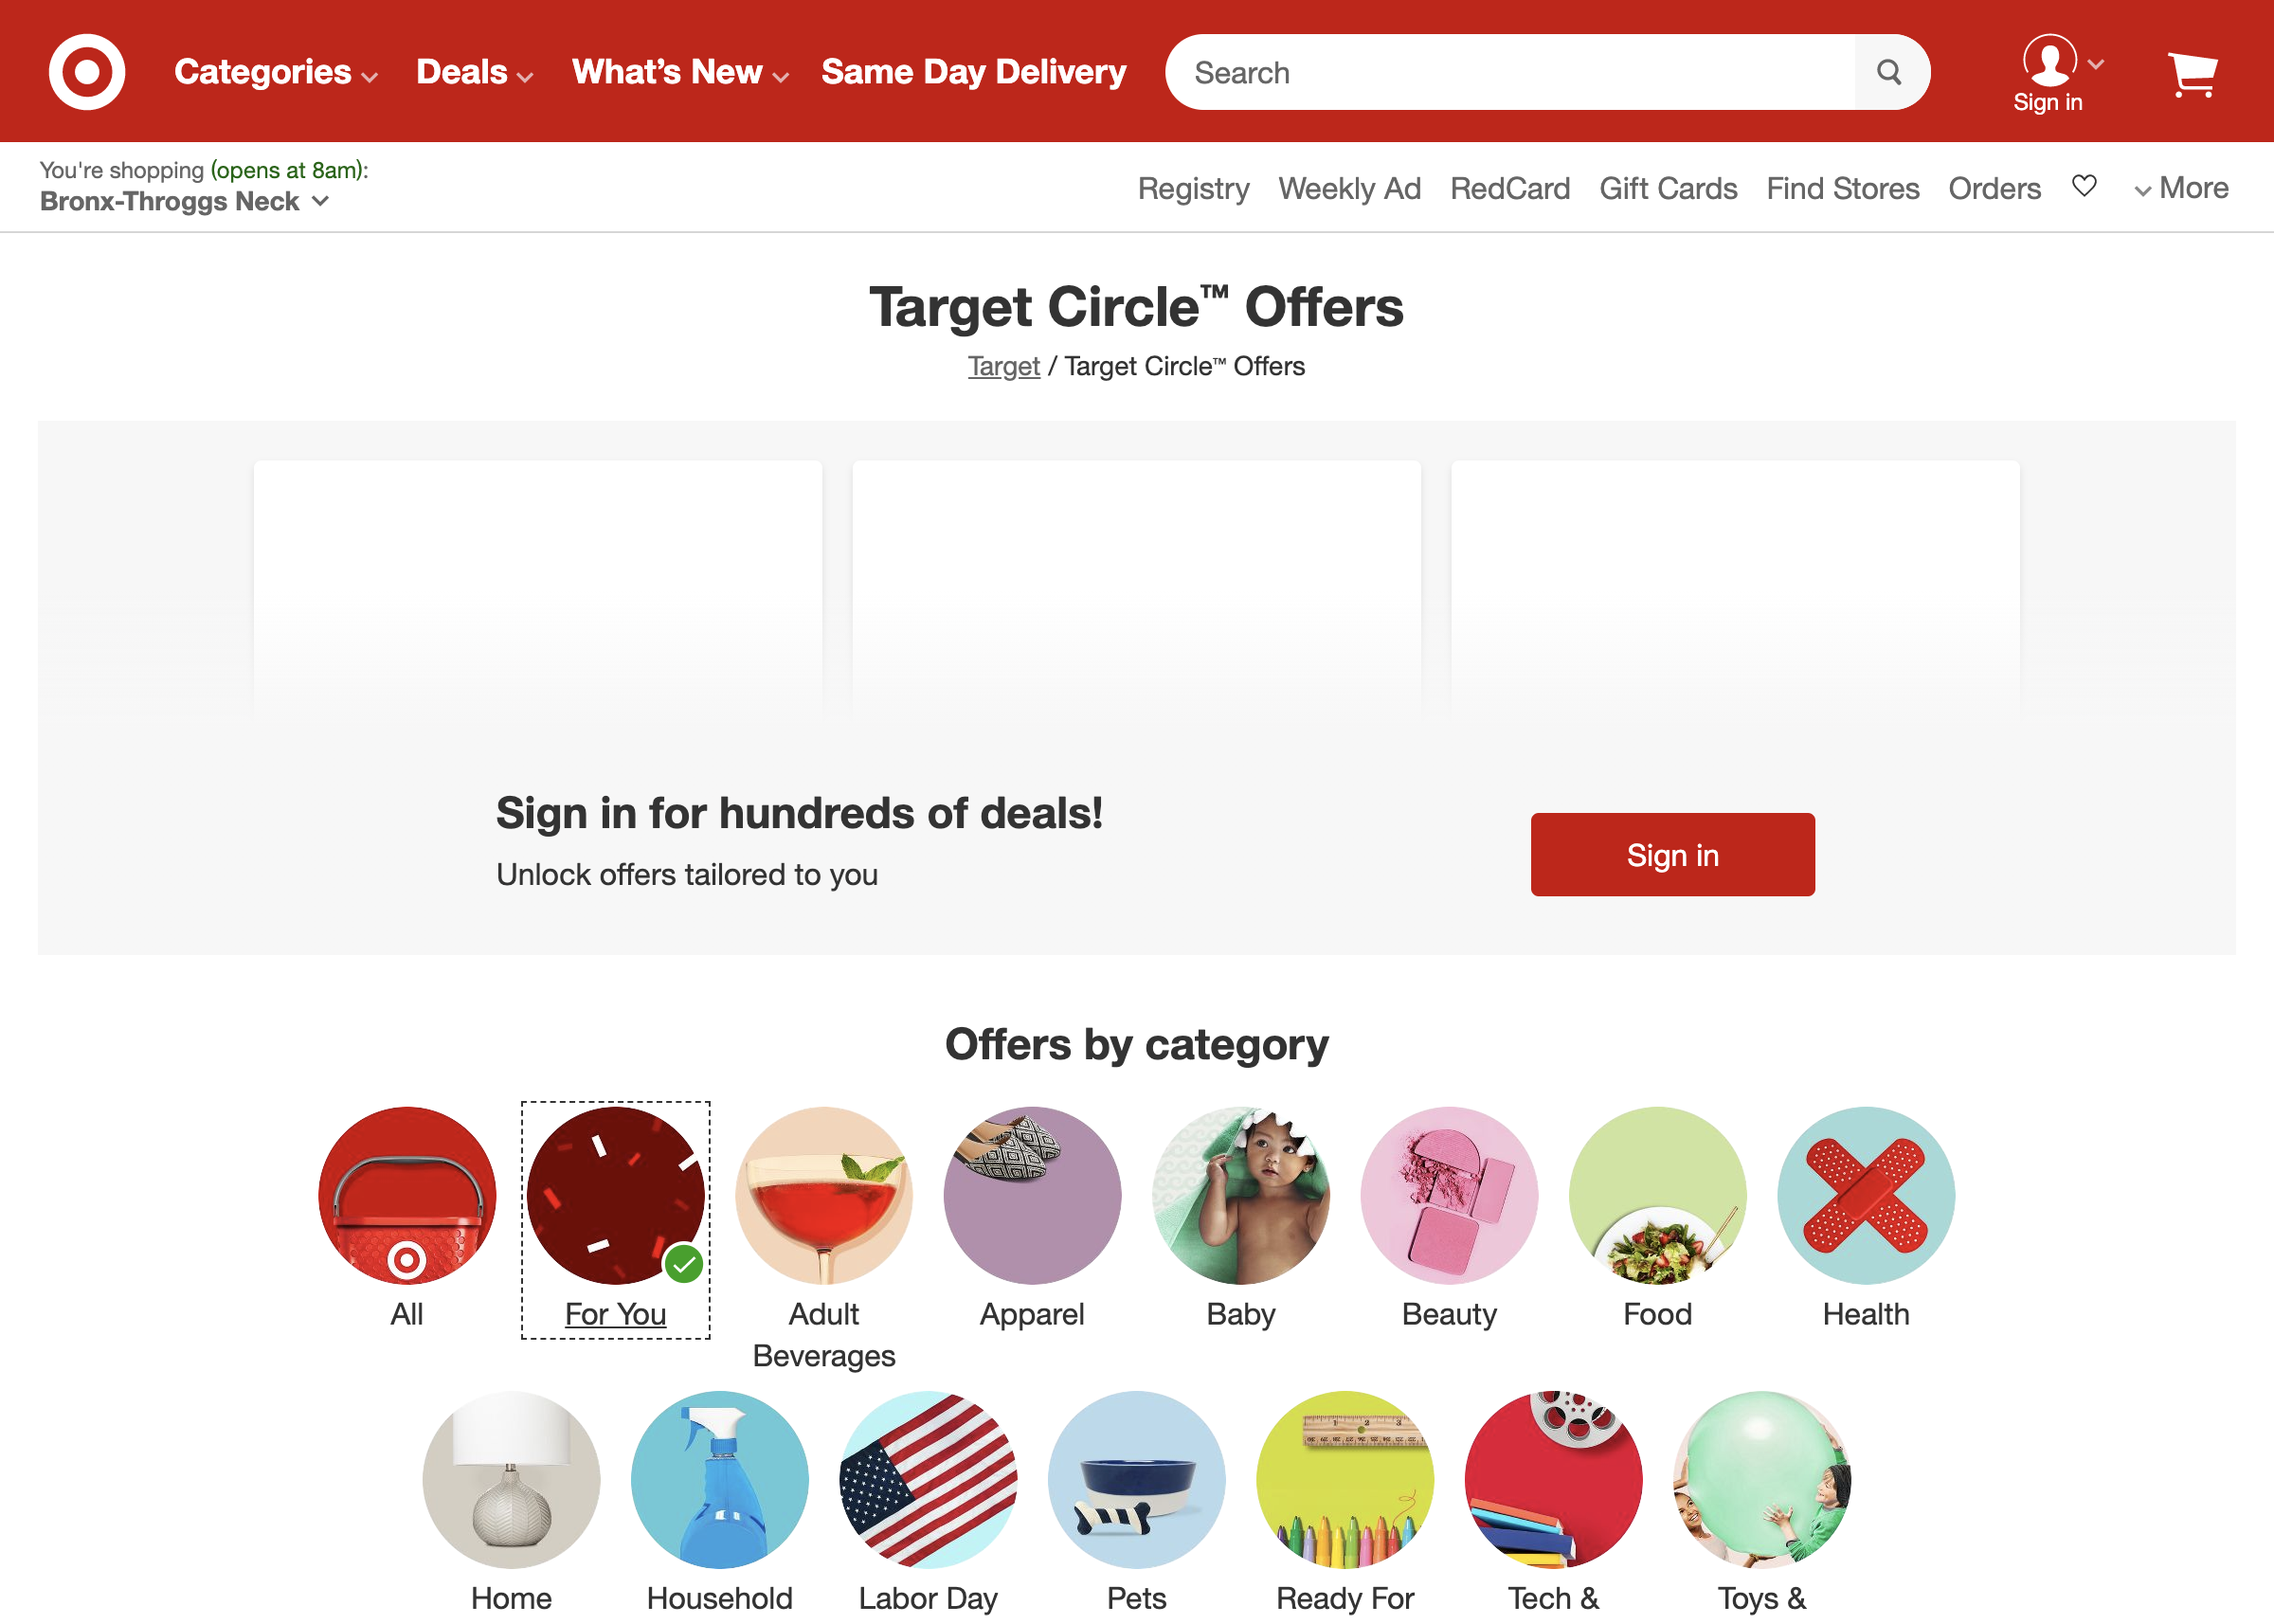 Categories Deals What's New Same Day Delivery Search Sign in
You're shopping (opens at 8am):
Bronx-Throggs Neck
Registry Weekly Ad RedCard Gift Cards Find Stores Orders More
Target Circle™ Offers
Target / Target Circle™ Offers
Sign in for hundreds of deals!
Unlock offers tailored to you
Sign in
Offers by category
All
For You
Adult
Beverages
Apparel
Baby
Beauty
Food
Health
1 2 3
Home
Household
Labor Day
Pets
Ready For
Tech &
Toys &